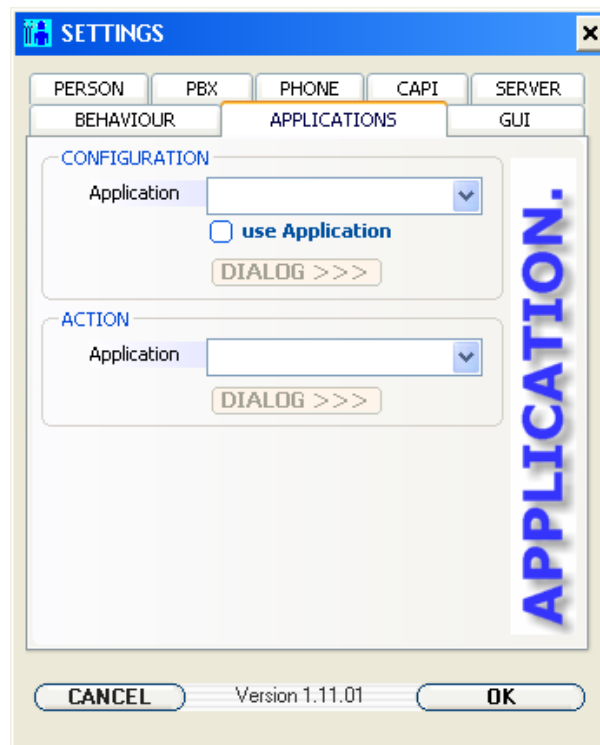 SETTINGS
PERSON PBX PHONE CAPI SERVER
BEHAVIOUR APPLICATIONS GUI
CONFIGURATION
Application
use Application
DIALOG >>>
ACTION
Application
DIALOG >>>
APPLICATION.
CANCEL Version 1.11.01 OK